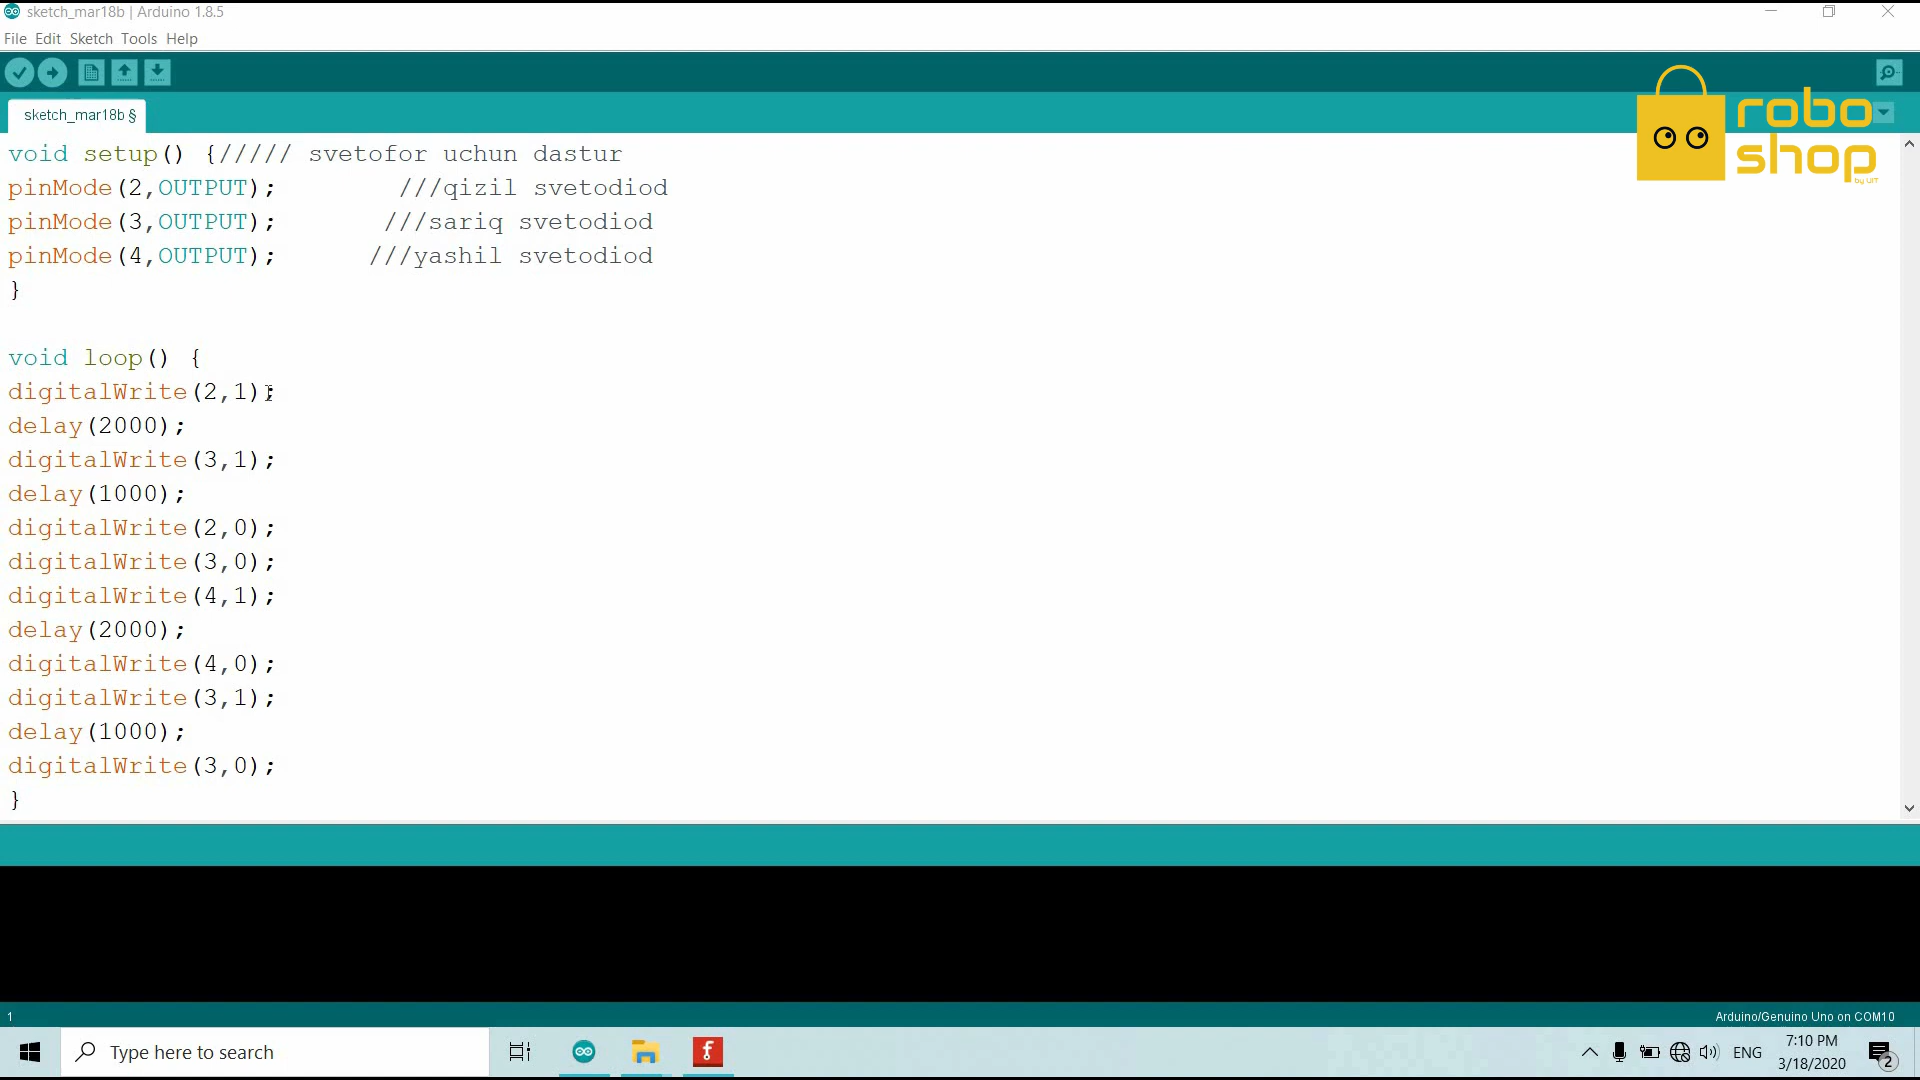 sketch_mar18b | Arduino 1.8.5
File Edit Sketch Tools Help
sketch_mar18b §
robo
shop
by UIT
void setup() {///// svetofor uchun dastur
pinMode(2,OUTPUT);        ///qizil svetodiod
pinMode(3,OUTPUT);       ///sariq svetodiod
pinMode(4,OUTPUT);      ///yashil svetodiod
}
void loop() {
digitalWrite(2,1);
delay(2000);
digitalWrite(3,1);
delay(1000);
digitalWrite(2,0);
digitalWrite(3,0);
digitalWrite(4,1);
delay(2000);
digitalWrite(4,0);
digitalWrite(3,1);
delay(1000);
digitalWrite(3,0);
}
1
Arduino/Genuino Uno on COM10
Type here to search
ENG
7:10 PM
3/18/2020
2